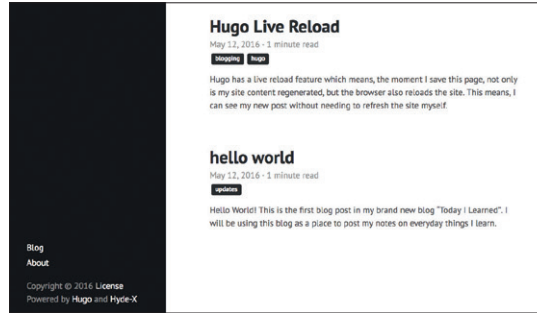 Hugo Live Reload
May 12, 2016 - 1 minute read
blogging hugo
Hugo has a live reload feature which means, the moment I save this page, not only
is my site content regenerated, but the browser also reloads the site. This means, I
can see my new post without needing to refresh the site myself.
hello world
May 12, 2016 - 1 minute read
updates
Hello World! This is the first blog post in my brand new blog "Today I Learned". I
will be using this blog as a place to post my notes on everyday things I learn.
Blog
About
Copyright © 2016 License
Powered by Hugo and Hyde-X